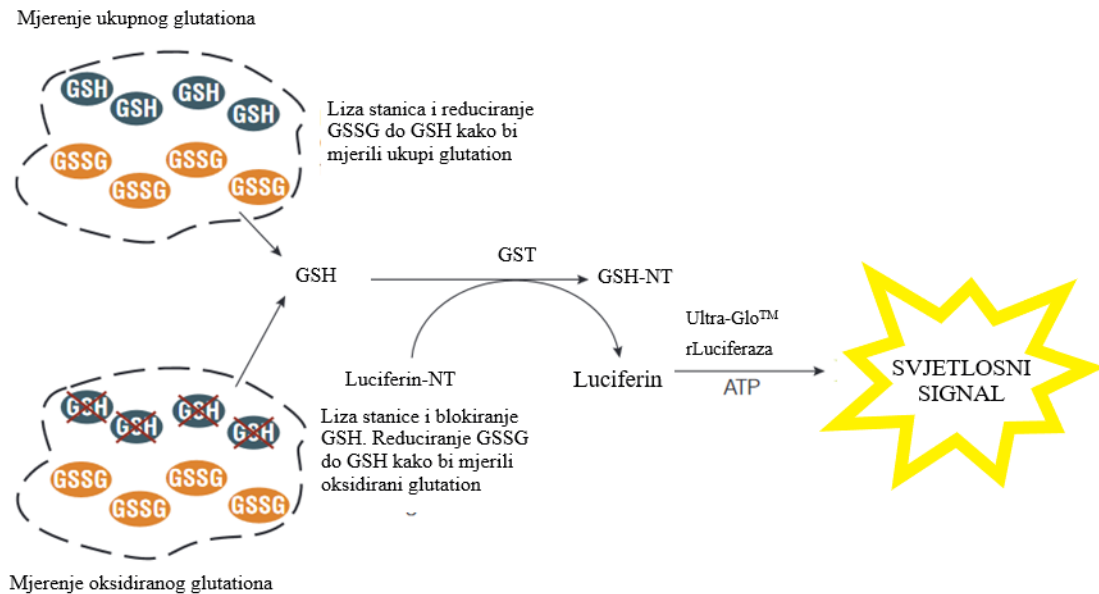 Mjerenje ukupnog glutationa
GSH
GSH
GSH
GSH
GSSG
GSSG
GSSG
GSSG
Liza stanica i reduciranje
GSSG do GSH kako bi
mjerili ukupi glutation
GSH
GST
GSH-NT
Luciferin-NT
Luciferin
Ultra-Glo™
rLuciferaza
ATP
SVJETLOSNI
SIGNAL
GSH
GSH
GSH
GSH
GSSG
GSSG
GSSG
GSSG
Liza stanice i blokiranje
GSH. Reduciranje GSSG
do GSH kako bi mjerili
oksidirani glutation
Mjerenje oksidiranog glutationa